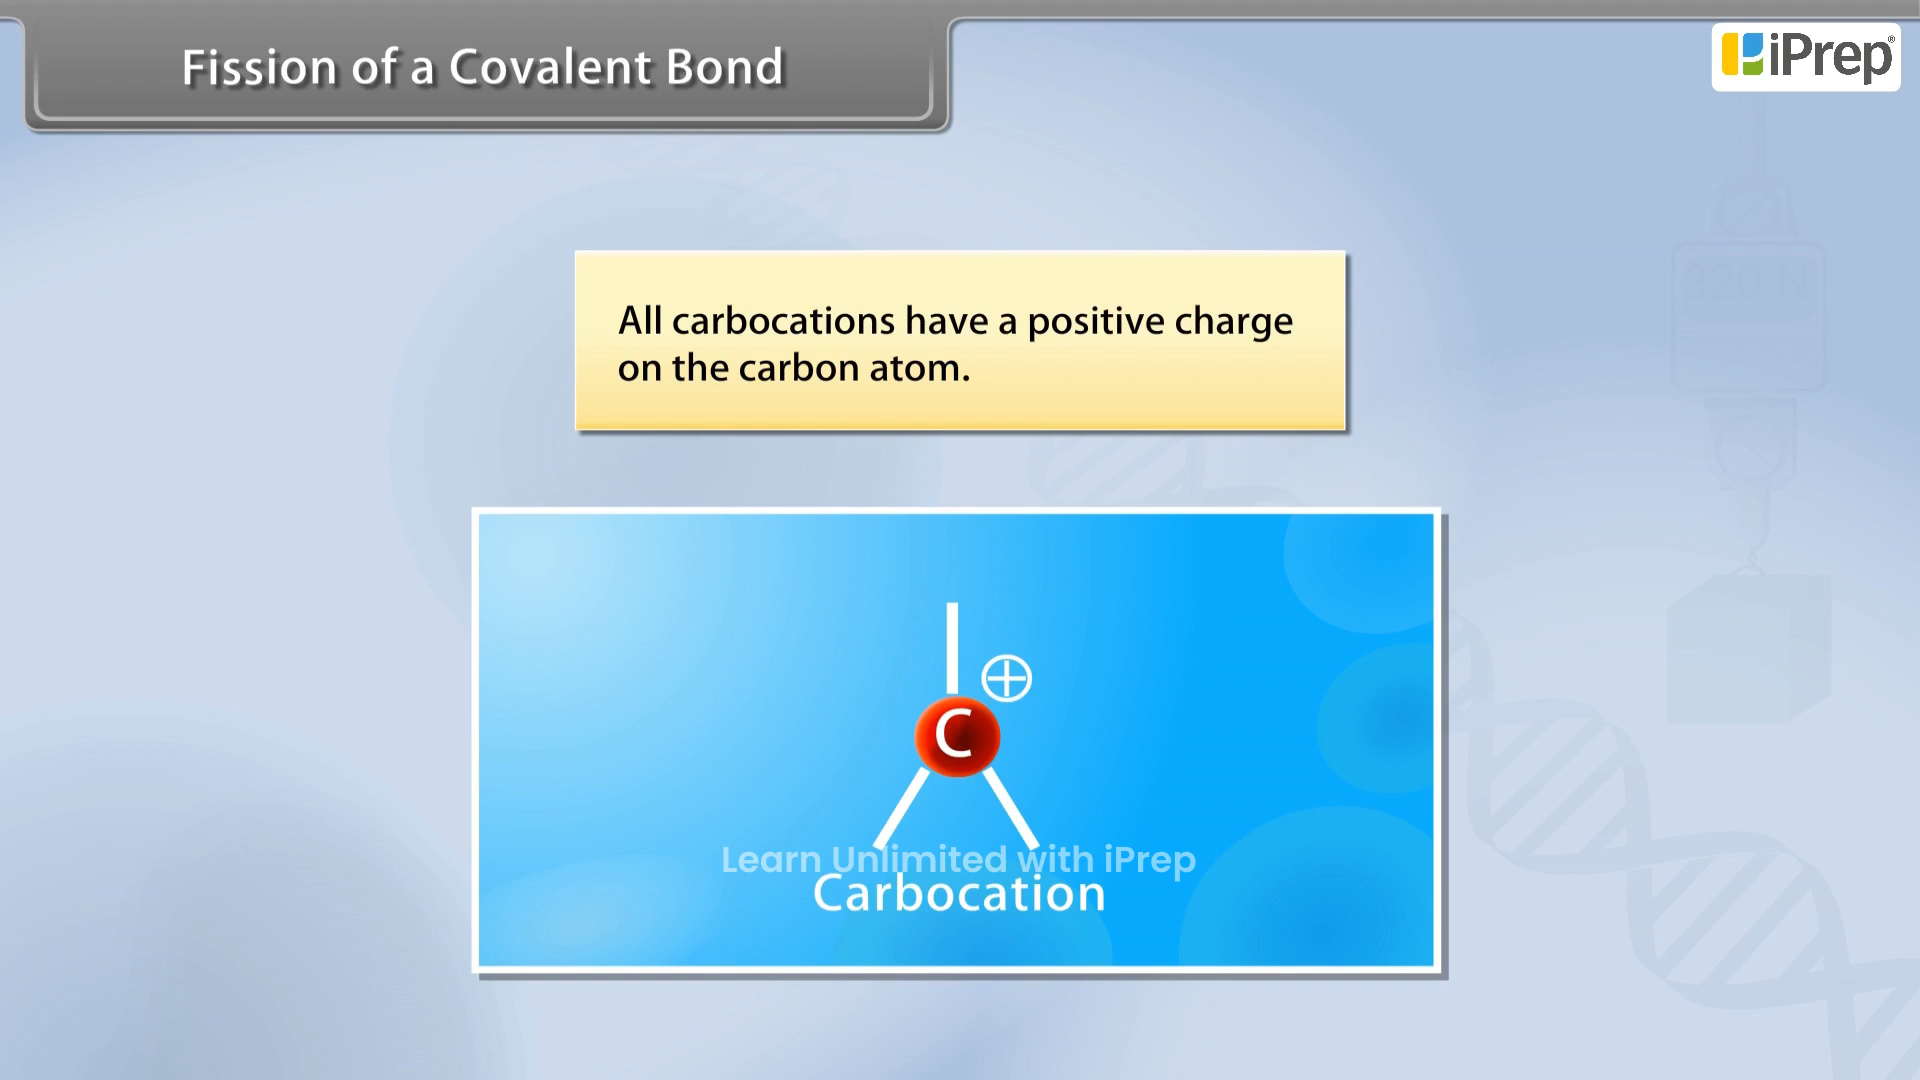 Fission of a Covalent Bond
iPrep®
320 N
All carbocations have a positive charge
on the carbon atom.
⊕
C
Learn Unlimited with iPrep
Carbocation